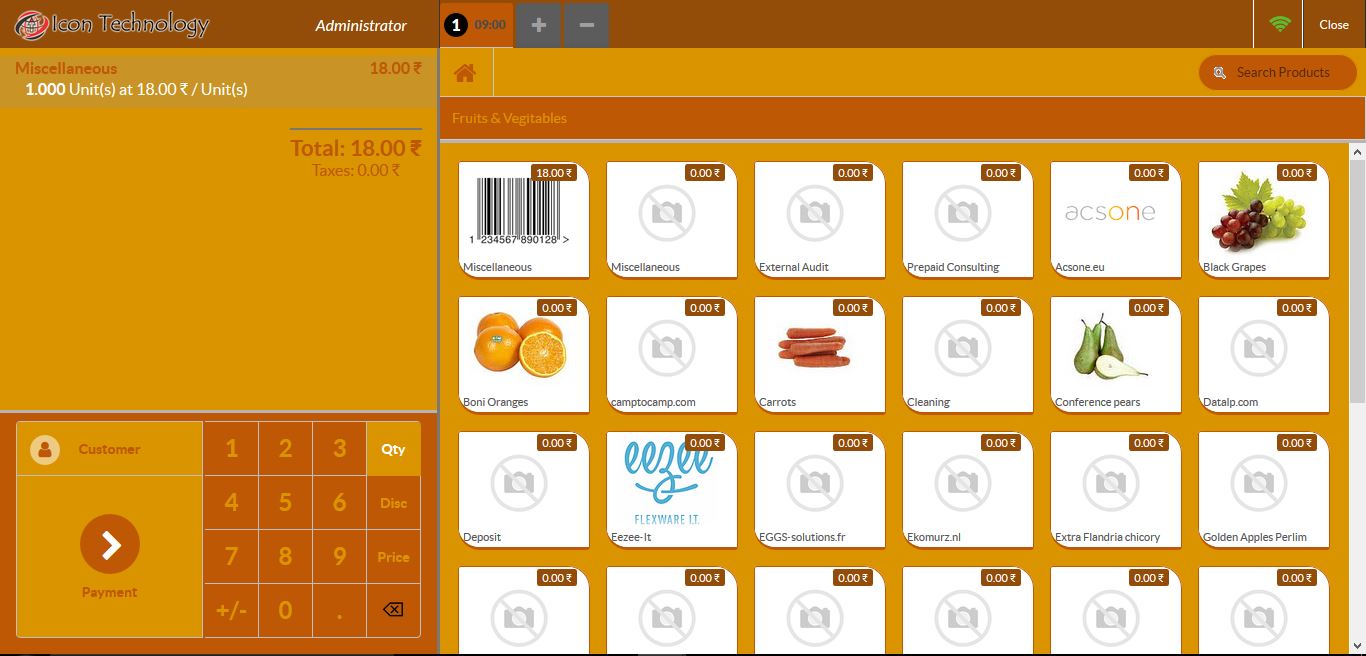 Icon Technology
Administrator
1 09:00
+
−
Close
Miscellaneous 18.00 ₹
1.000 Unit(s) at 18.00 ₹ / Unit(s)
Total: 18.00 ₹
Taxes: 0.00 ₹
Customer
Payment
1 2 3 Qty
4 5 6 Disc
7 8 9 Price
+/- 0 .
Search Products
Fruits & Vegitables
18.00 ₹
1 234567 890128 >
Miscellaneous
0.00 ₹
Miscellaneous
0.00 ₹
External Audit
0.00 ₹
Prepaid Consulting
0.00 ₹
acsone
Acsone.eu
0.00 ₹
Black Grapes
0.00 ₹
Boni Oranges
0.00 ₹
camptocamp.com
0.00 ₹
Carrots
0.00 ₹
Cleaning
0.00 ₹
Conference pears
0.00 ₹
Datalp.com
0.00 ₹
Deposit
0.00 ₹
eezee
FLEXWARE I.T.
Eezee-It
0.00 ₹
EGGS-solutions.fr
0.00 ₹
Ekomurz.nl
0.00 ₹
Extra Flandria chicory
0.00 ₹
Golden Apples Perlim
0.00 ₹
0.00 ₹
0.00 ₹
0.00 ₹
0.00 ₹
0.00 ₹